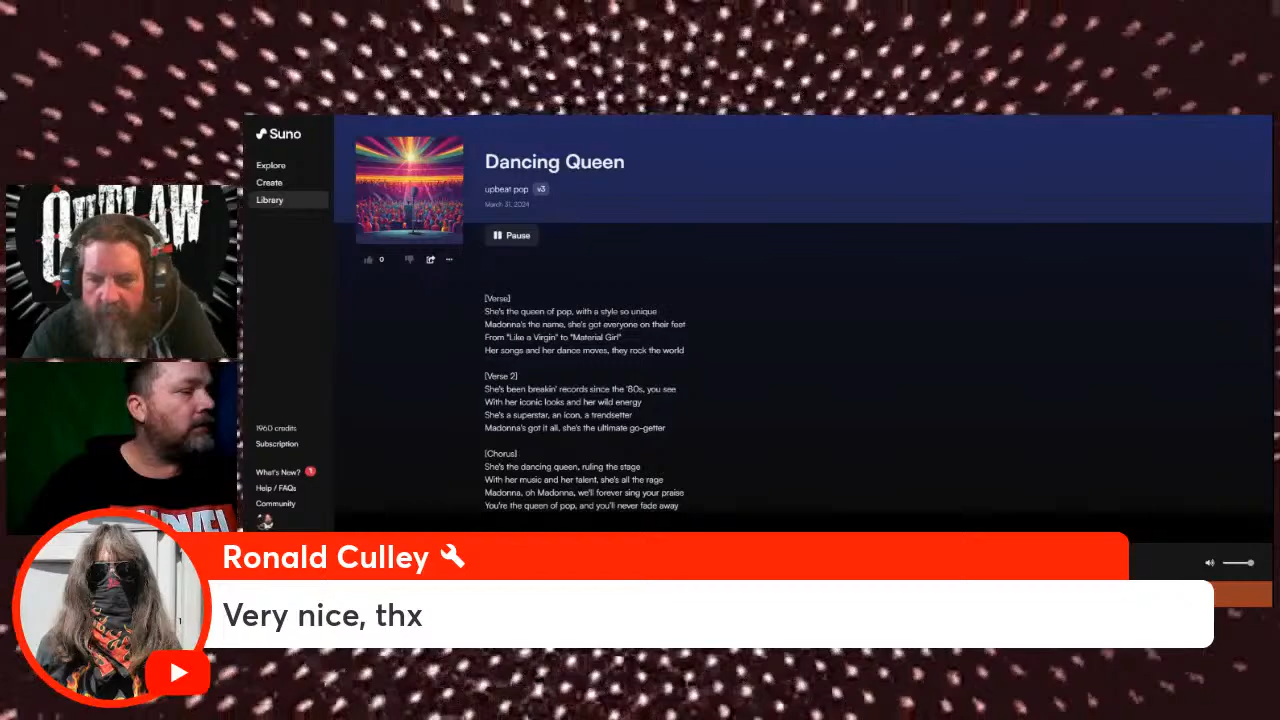 Suno
Explore
Create
Library
1960 credits
Subscription
What's New? 1
Help / FAQs
Community
Dancing Queen
upbeat pop v3
March 31, 2024
Pause
0
[Verse]
She's the queen of pop, with a style so unique
Madonna's the name, she's got everyone on their feet
From "Like a Virgin" to "Material Girl"
Her songs and her dance moves, they rock the world
[Verse 2]
She's been breakin' records since the '80s, you see
With her iconic looks and her wild energy
She's a superstar, an icon, a trendsetter
Madonna's got it all, she's the ultimate go-getter
[Chorus]
She's the dancing queen, ruling the stage
With her music and her talent, she's all the rage
Madonna, oh Madonna, we'll forever sing your praise
You're the queen of pop, and you'll never fade away
OUTLAW
MARVEL
Ronald Culley
Very nice, thx